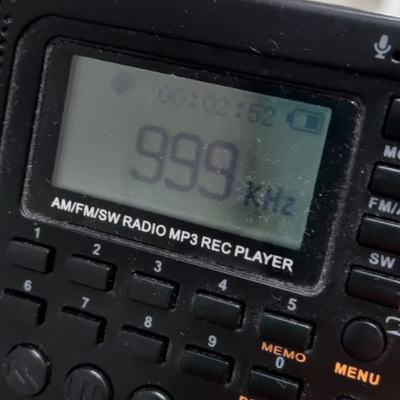 00:02:52
999 KHz
AM/FM/SW RADIO MP3 REC PLAYER
1 2 3 4 5
MEMO
6 7 8 9 0
SW
MENU